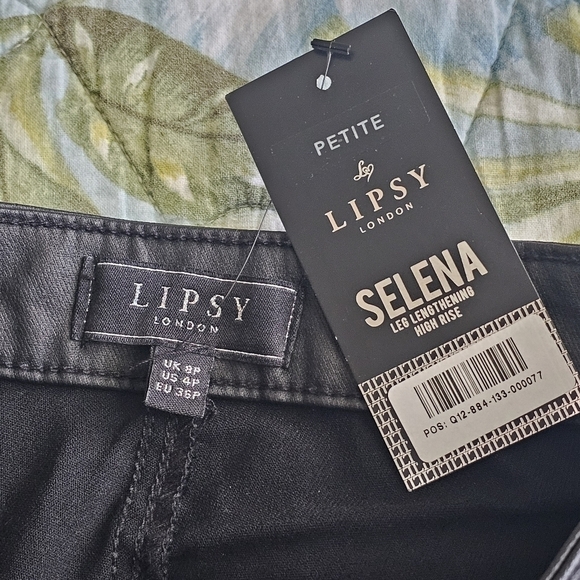 PETITE
Lipsy
LIPSY
LONDON
SELENA
LEG LENGTHENING
HIGH RISE
POS: Q12-884-133-000077
LIPSY
LONDON
UK 8P
US 4P
EU 36P